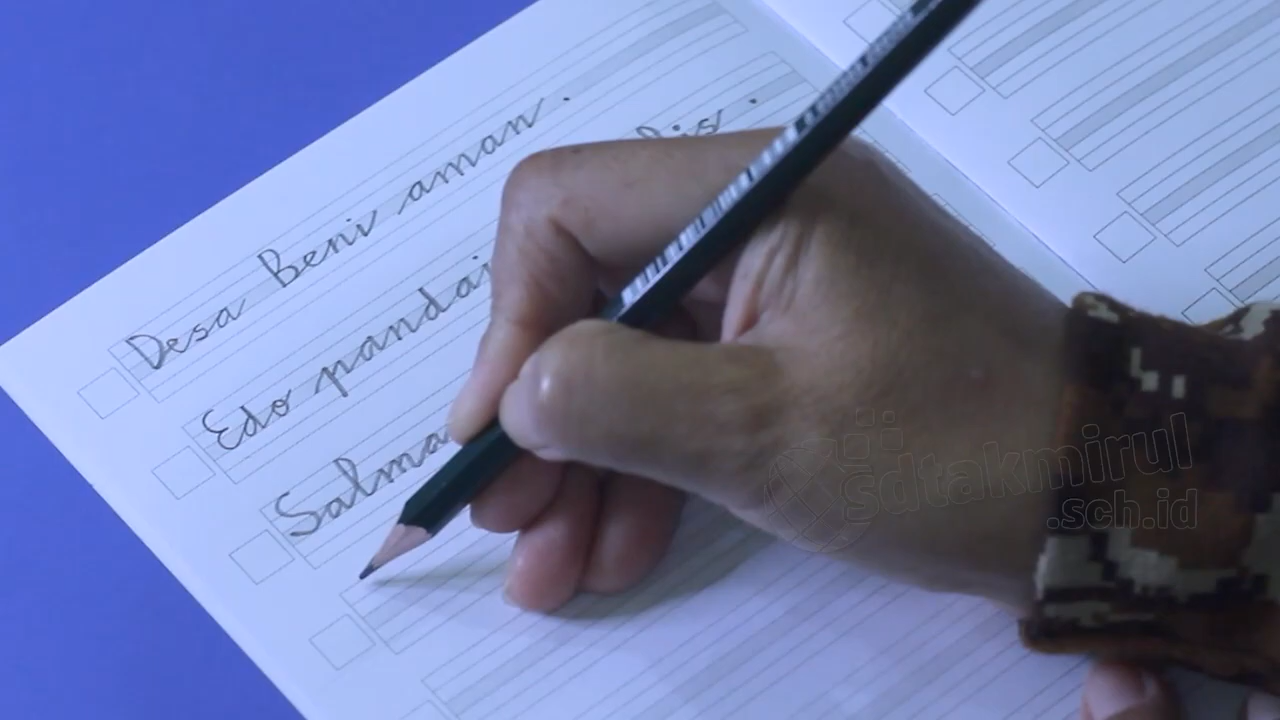 Desa Beni aman.
Edo pandai
Salma
sdtakmirul
.sch.id